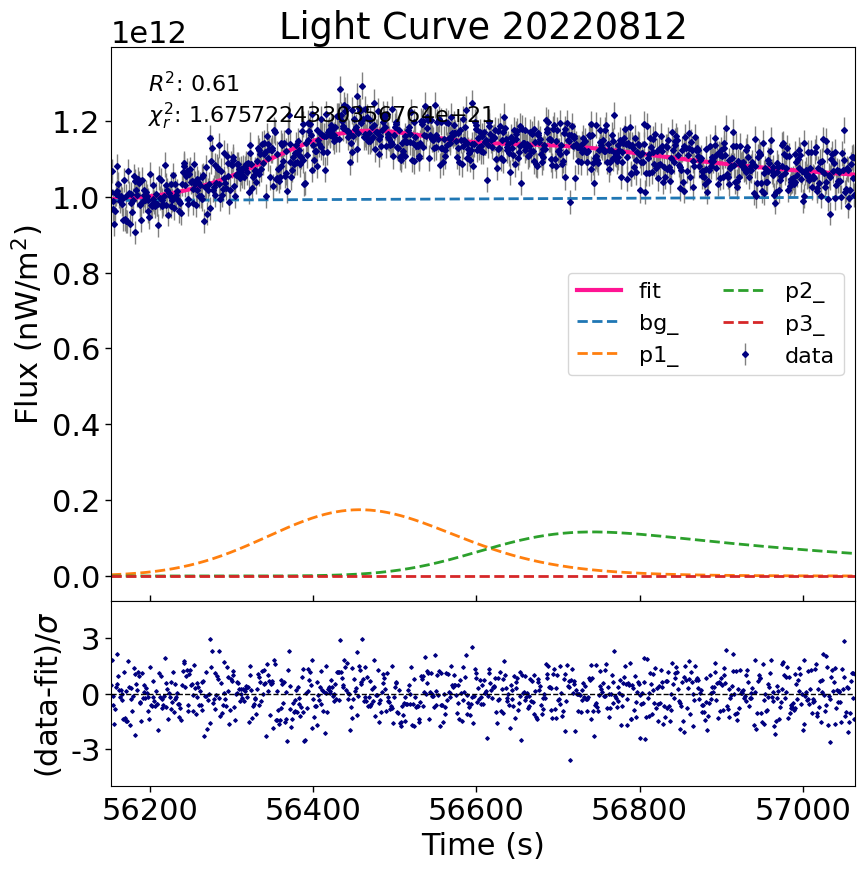 Light Curve 20220812
1e12
R²: 0.61
χ²ᵣ: 1.6757224330356764e+21
1.2
1.0
0.8
0.6
0.4
0.2
0.0
Flux (nW/m²)
fit
bg_
p1_
p2_
p3_
data
3
0
-3
(data-fit)/σ
56200 56400 56600 56800 57000
Time (s)